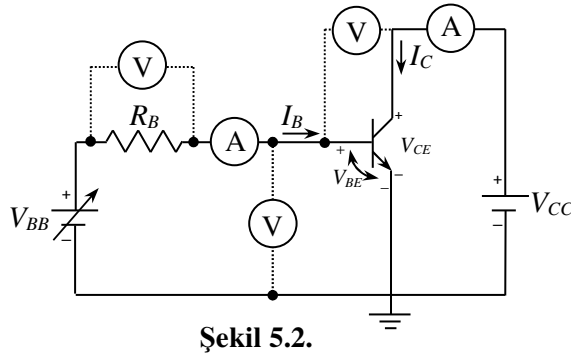 V
V
A
I_C
R_B
A
I_B
+
+
V_CE
V_BE
−
−
+
V_BB
−
V
+
V_CC
−
Şekil 5.2.